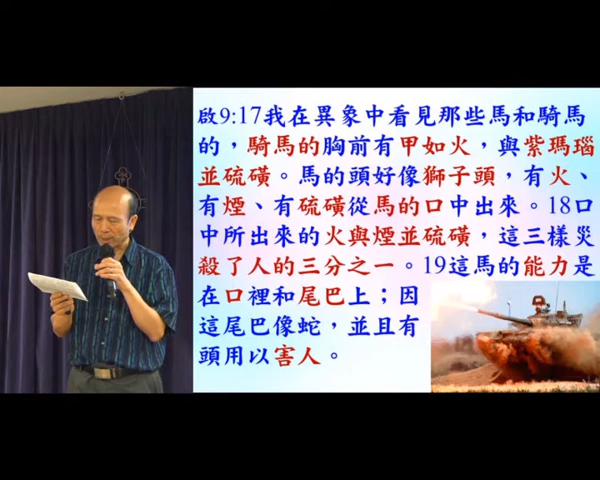 啟9:17我在異象中看見那些馬和騎馬
的，騎馬的胸前有甲如火，與紫瑪瑙
並硫磺。馬的頭好像獅子頭，有火、
有煙、有硫磺從馬的口中出來。18口
中所出來的火與煙並硫磺，這三樣災
殺了人的三分之一。19這馬的能力是
在口裡和尾巴上；因
這尾巴像蛇，並且有
頭用以害人。